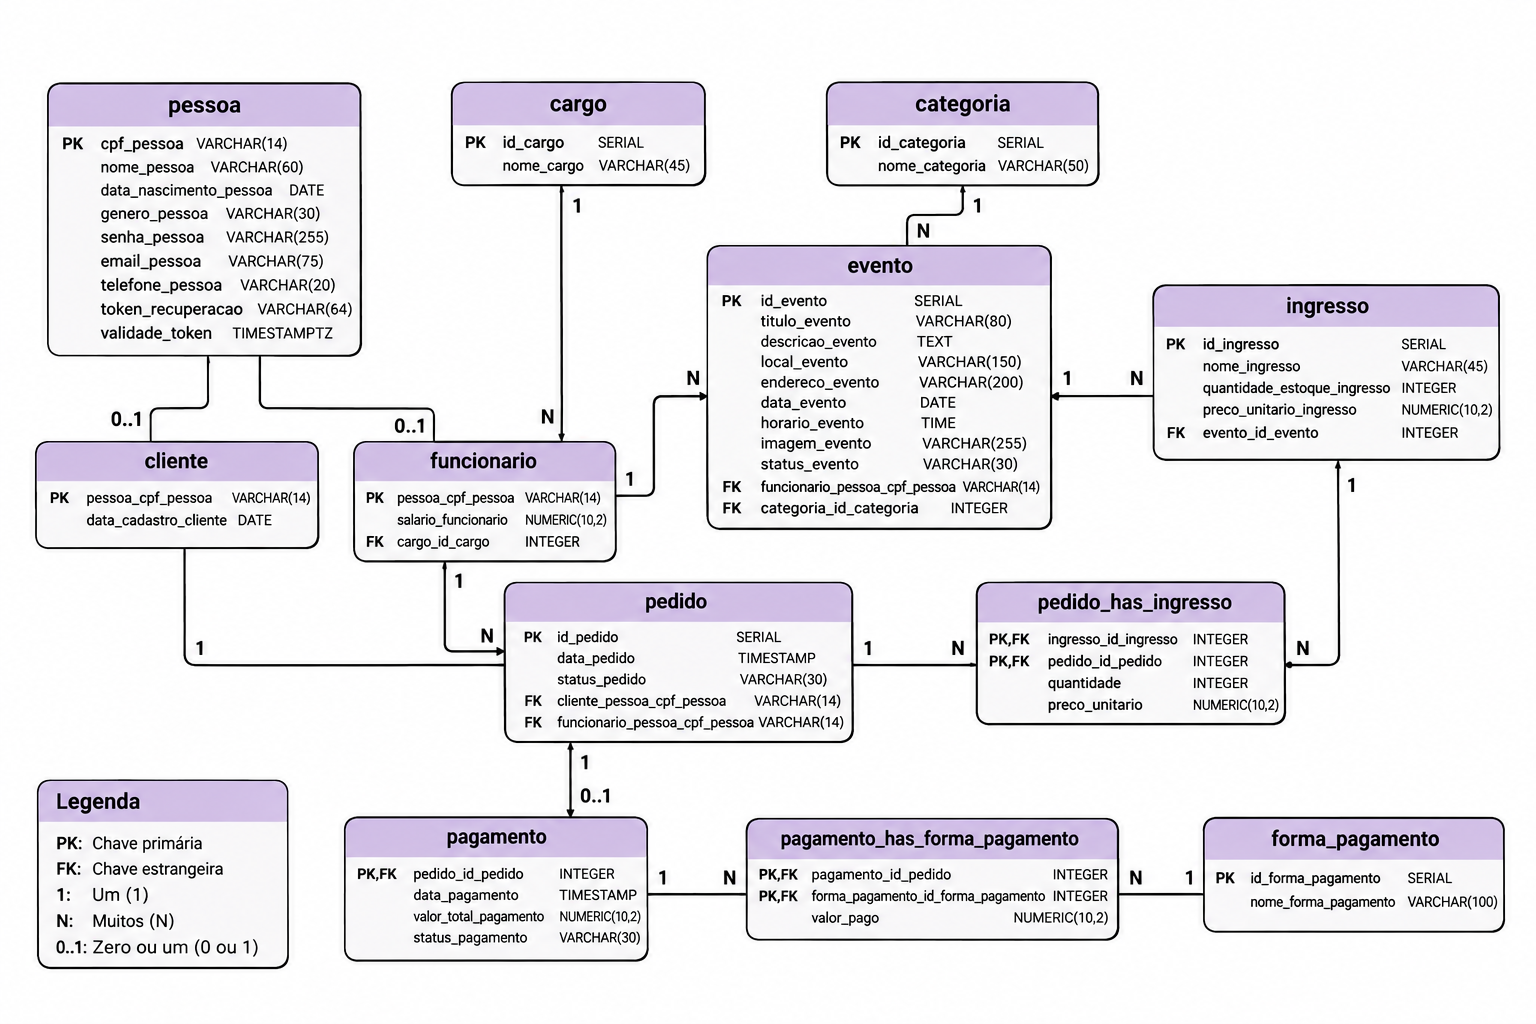 pessoa
PK cpf_pessoa VARCHAR(14)
nome_pessoa VARCHAR(60)
data_nascimento_pessoa DATE
genero_pessoa VARCHAR(30)
senha_pessoa VARCHAR(255)
email_pessoa VARCHAR(75)
telefone_pessoa VARCHAR(20)
token_recuperacao VARCHAR(64)
validade_token TIMESTAMPTZ
cargo
PK id_cargo SERIAL
nome_cargo VARCHAR(45)
1
N
categoria
PK id_categoria SERIAL
nome_categoria VARCHAR(50)
1
N
evento
PK id_evento SERIAL
titulo_evento VARCHAR(80)
descricao_evento TEXT
local_evento VARCHAR(150)
endereco_evento VARCHAR(200)
data_evento DATE
horario_evento TIME
imagem_evento VARCHAR(255)
status_evento VARCHAR(30)
FK funcionario_pessoa_cpf_pessoa VARCHAR(14)
FK categoria_id_categoria INTEGER
1 N
ingresso
PK id_ingresso SERIAL
nome_ingresso VARCHAR(45)
quantidade_estoque_ingresso INTEGER
preco_unitario_ingresso NUMERIC(10,2)
FK evento_id_evento INTEGER
0..1
0..1
N
1
cliente
PK pessoa_cpf_pessoa VARCHAR(14)
data_cadastro_cliente DATE
funcionario
PK pessoa_cpf_pessoa VARCHAR(14)
salario_funcionario NUMERIC(10,2)
FK cargo_id_cargo INTEGER
1
N
1
1
N
pedido
PK id_pedido SERIAL
data_pedido TIMESTAMP
status_pedido VARCHAR(30)
FK cliente_pessoa_cpf_pessoa VARCHAR(14)
FK funcionario_pessoa_cpf_pessoa VARCHAR(14)
1 N
pedido_has_ingresso
PK,FK ingresso_id_ingresso INTEGER
PK,FK pedido_id_pedido INTEGER
quantidade INTEGER
preco_unitario NUMERIC(10,2)
1
0..1
Legenda
PK: Chave primária
FK: Chave estrangeira
1: Um (1)
N: Muitos (N)
0..1: Zero ou um (0 ou 1)
pagamento
PK,FK pedido_id_pedido INTEGER
data_pagamento TIMESTAMP
valor_total_pagamento NUMERIC(10,2)
status_pagamento VARCHAR(30)
1 N
pagamento_has_forma_pagamento
PK,FK pagamento_id_pedido INTEGER
PK,FK forma_pagamento_id_forma_pagamento INTEGER
valor_pago NUMERIC(10,2)
N 1
forma_pagamento
PK id_forma_pagamento SERIAL
nome_forma_pagamento VARCHAR(100)